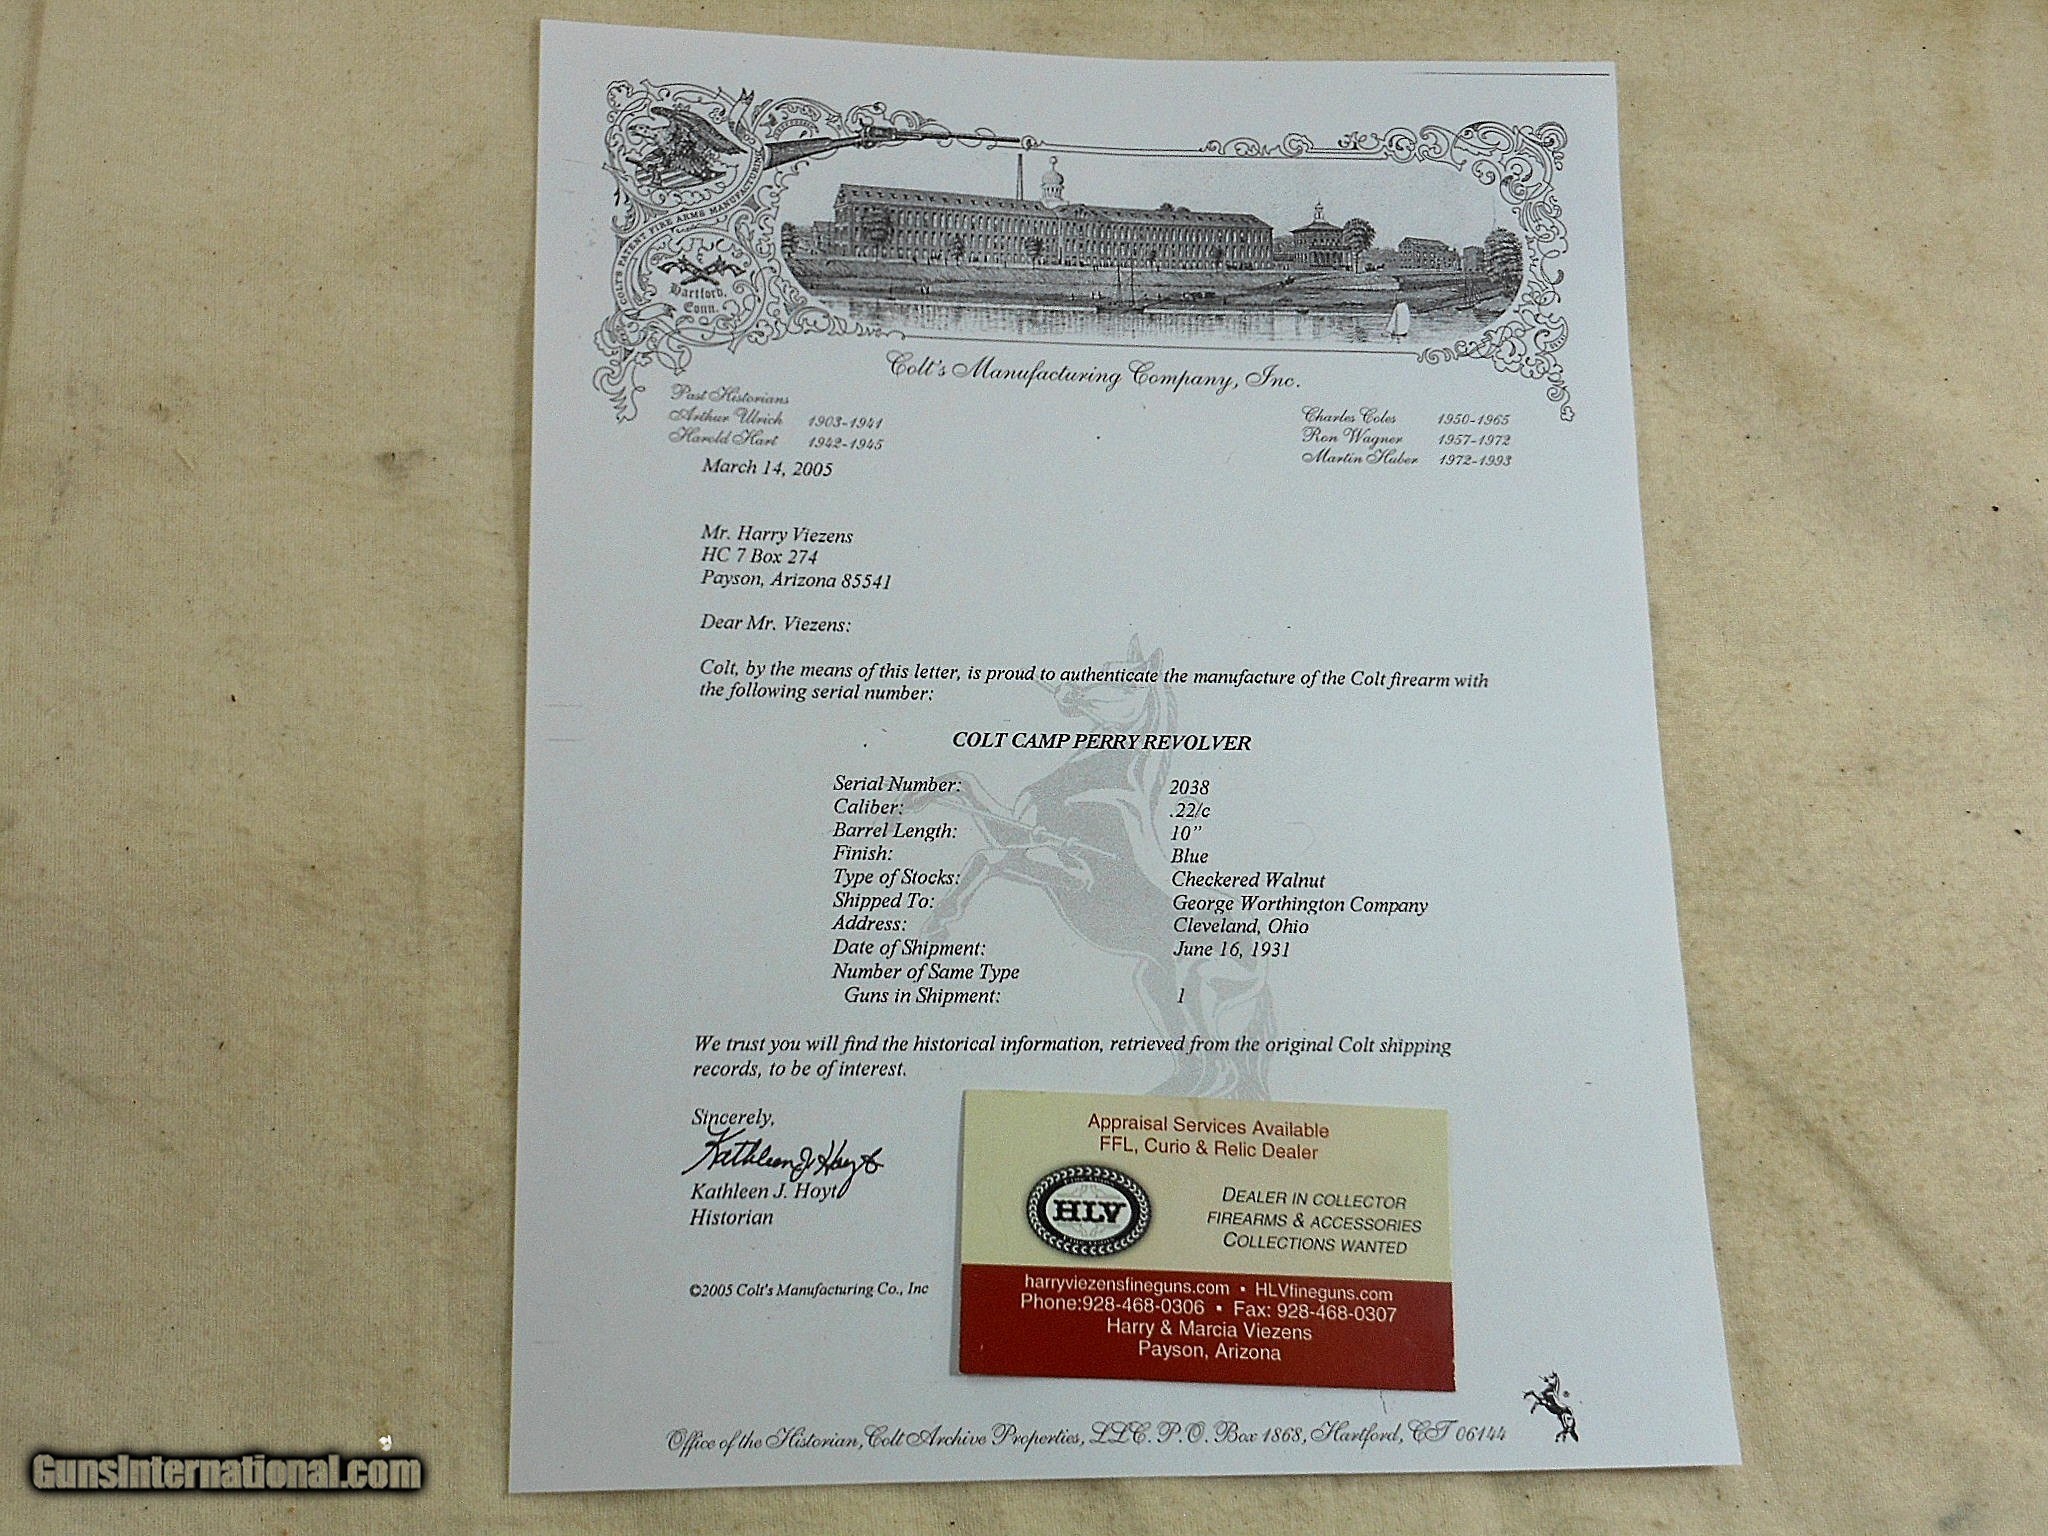 COLT'S PATENT FIRE ARMS MANUFACTURING
Hartford,
Conn.
Colt's Manufacturing Company, Inc.
Past Historians
Arthur Ulrich 1903-1941
Harold Hart 1942-1945
Charles Coles 1950-1965
Ron Wagner 1957-1972
Martin Huber 1972-1993
March 14, 2005
Mr. Harry Viezens
HC 7 Box 274
Payson, Arizona 85541
Dear Mr. Viezens:
Colt, by the means of this letter, is proud to authenticate the manufacture of the Colt firearm with
the following serial number:
COLT CAMP PERRY REVOLVER
Serial Number: 2038
Caliber: .22/c
Barrel Length: 10"
Finish: Blue
Type of Stocks: Checkered Walnut
Shipped To: George Worthington Company
Address: Cleveland, Ohio
Date of Shipment: June 16, 1931
Number of Same Type
Guns in Shipment: 1
We trust you will find the historical information, retrieved from the original Colt shipping
records, to be of interest.
Sincerely,
Kathleen J. Hoyt
Kathleen J. Hoyt
Historian
©2005 Colt's Manufacturing Co., Inc
Appraisal Services Available
FFL, Curio & Relic Dealer
HLV
DEALER IN COLLECTOR
FIREARMS & ACCESSORIES
COLLECTIONS WANTED
harryviezensfineguns.com • HLVfineguns.com
Phone:928-468-0306 • Fax: 928-468-0307
Harry & Marcia Viezens
Payson, Arizona
Office of the Historian, Colt Archive Properties, LLC. P.O. Box 1868, Hartford, CT 06144
GunsInternational.com